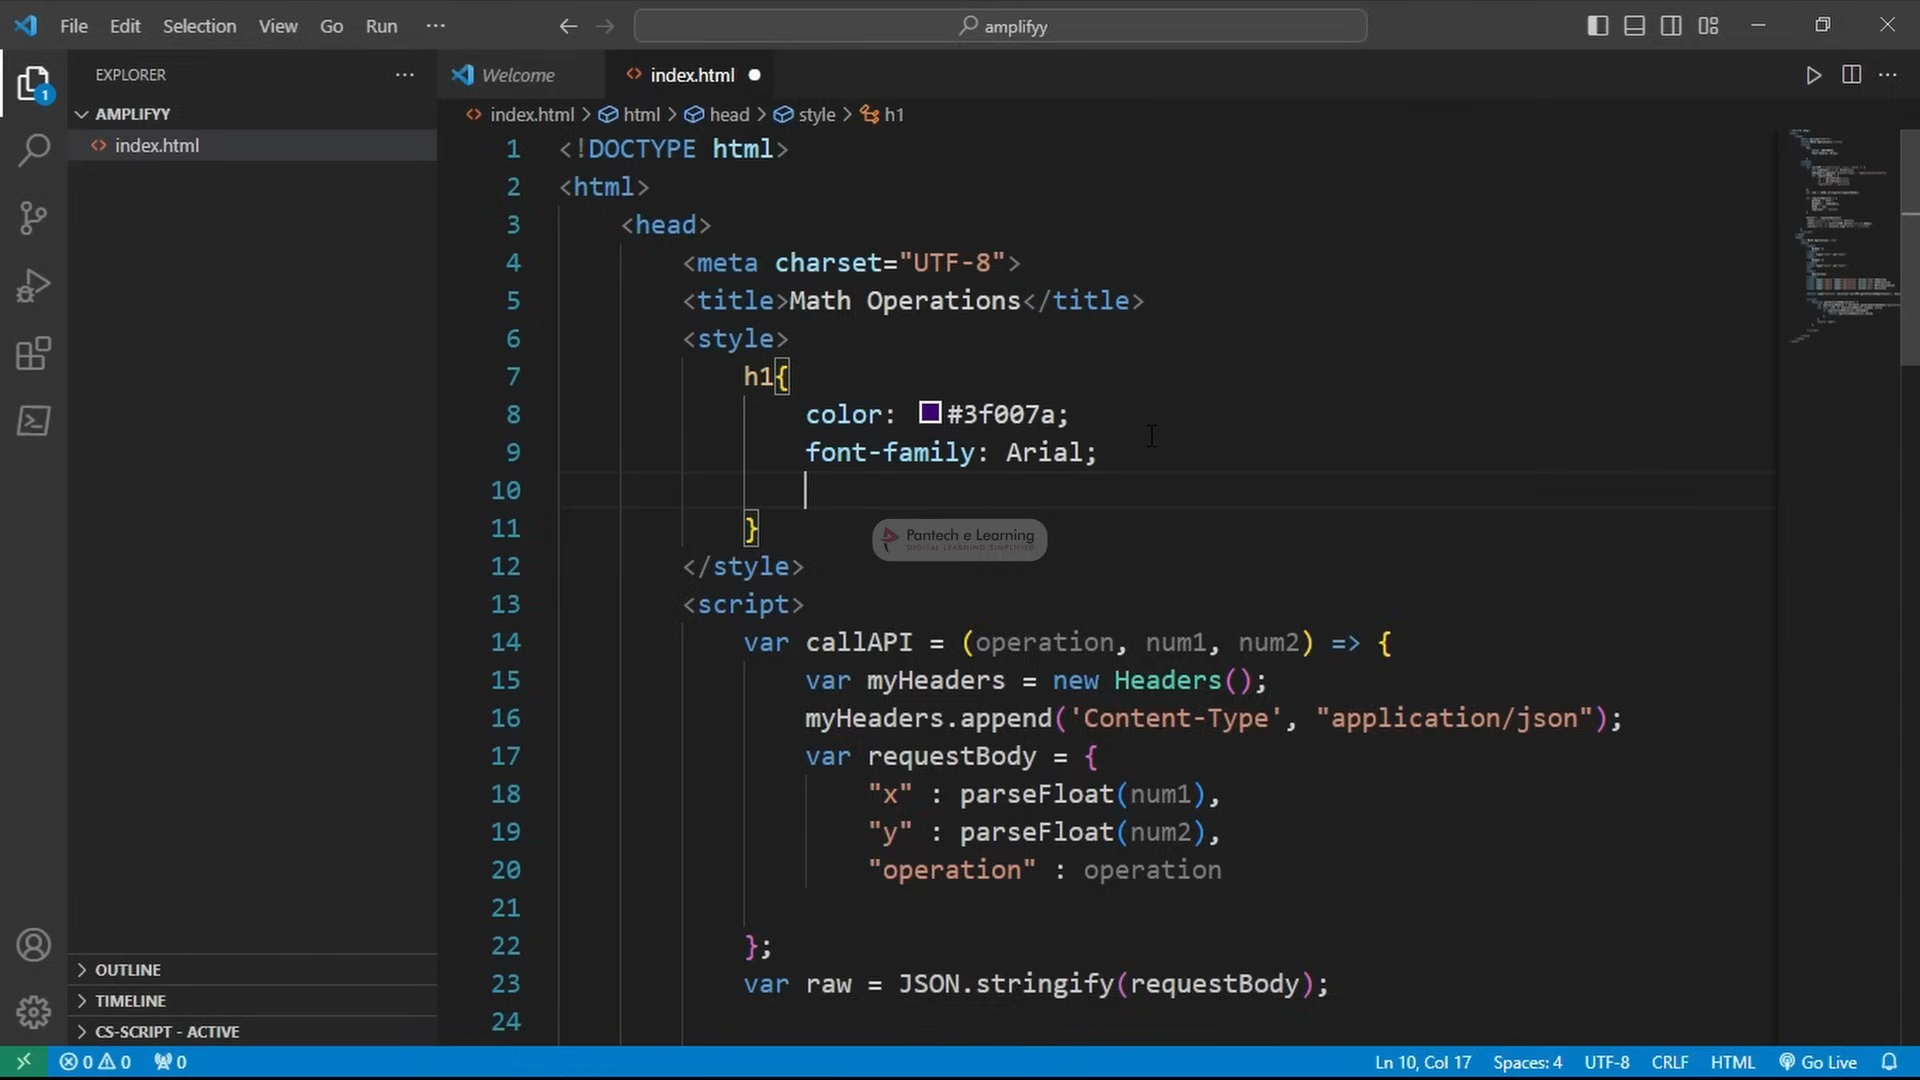 File Edit Selection View Go Run ··· amplifyy
EXPLORER ···
AMPLIFYY
index.html
1
Welcome
index.html
index.html > html > head > style > h1
1 <!DOCTYPE html>
2 <html>
3 <head>
4 <meta charset="UTF-8">
5 <title>Math Operations</title>
6 <style>
7 h1{
8 color: #3f007a;
9 font-family: Arial;
10
11 }
12 </style>
13 <script>
14 var callAPI = (operation, num1, num2) => {
15 var myHeaders = new Headers();
16 myHeaders.append('Content-Type', "application/json");
17 var requestBody = {
18 "x" : parseFloat(num1),
19 "y" : parseFloat(num2),
20 "operation" : operation
21
22 };
23 var raw = JSON.stringify(requestBody);
24
Pantech e Learning
DIGITAL LEARNING SIMPLIFIED
OUTLINE
TIMELINE
CS-SCRIPT - ACTIVE
0 0 0 Ln 10, Col 17 Spaces: 4 UTF-8 CRLF HTML Go Live